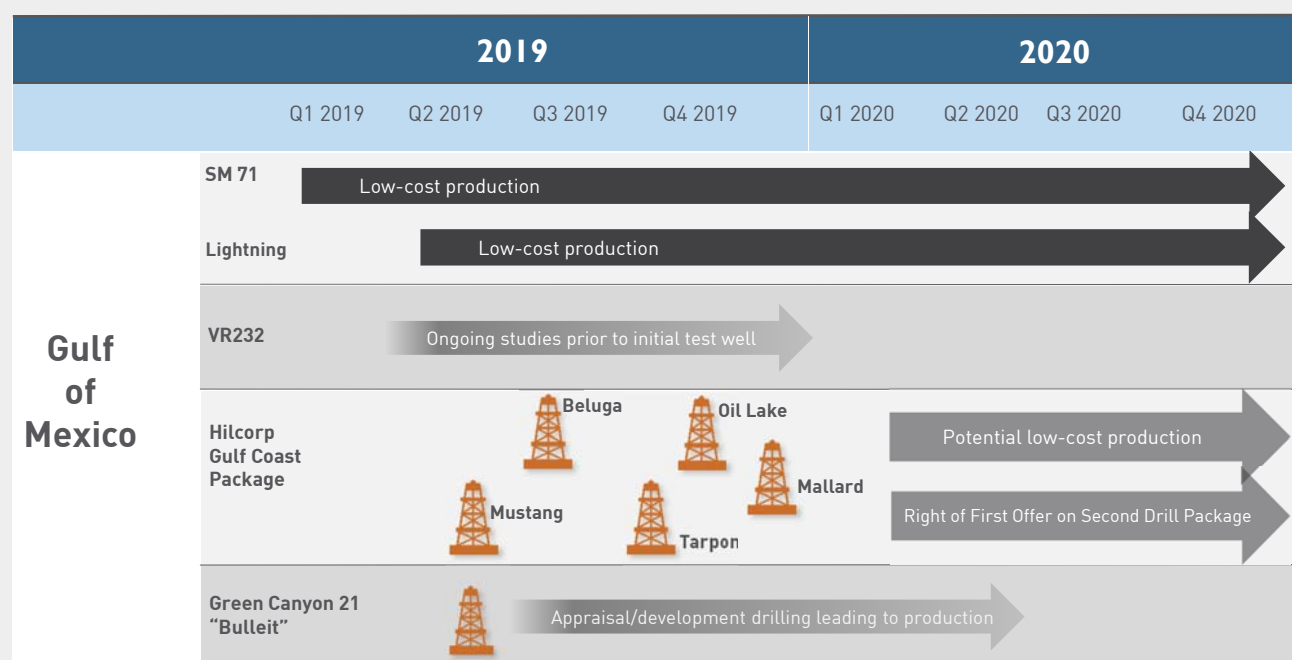 2019
2020
Q1 2019
Q2 2019
Q3 2019
Q4 2019
Q1 2020
Q2 2020
Q3 2020
Q4 2020
Gulf
of
Mexico
SM 71
Low-cost production
Lightning
Low-cost production
VR232
Ongoing studies prior to initial test well
Hilcorp
Gulf Coast
Package
Beluga
Oil Lake
Mustang
Tarpon
Mallard
Potential low-cost production
Right of First Offer on Second Drill Package
Green Canyon 21
“Bulleit”
Appraisal/development drilling leading to production